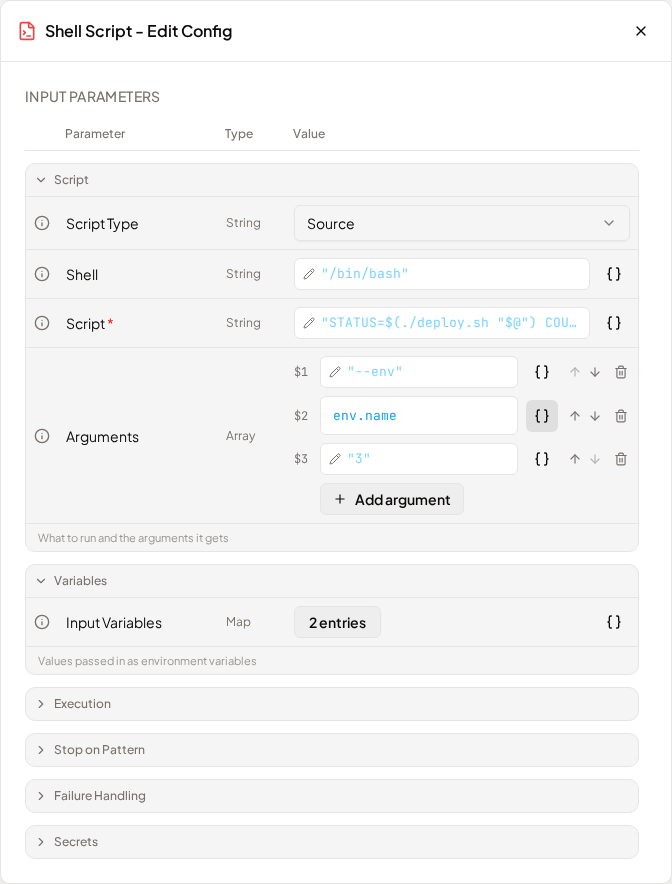 Shell Script - Edit Config
INPUT PARAMETERS
Parameter Type Value
Script
Script Type String Source
Shell String "/bin/bash" {}
Script * String "STATUS=$(./deploy.sh "$@") COU… {}
$1 "--env" {}
$2 env.name {}
Arguments Array
$3 "3" {}
+ Add argument
What to run and the arguments it gets
Variables
Input Variables Map 2 entries {}
Values passed in as environment variables
Execution
Stop on Pattern
Failure Handling
Secrets